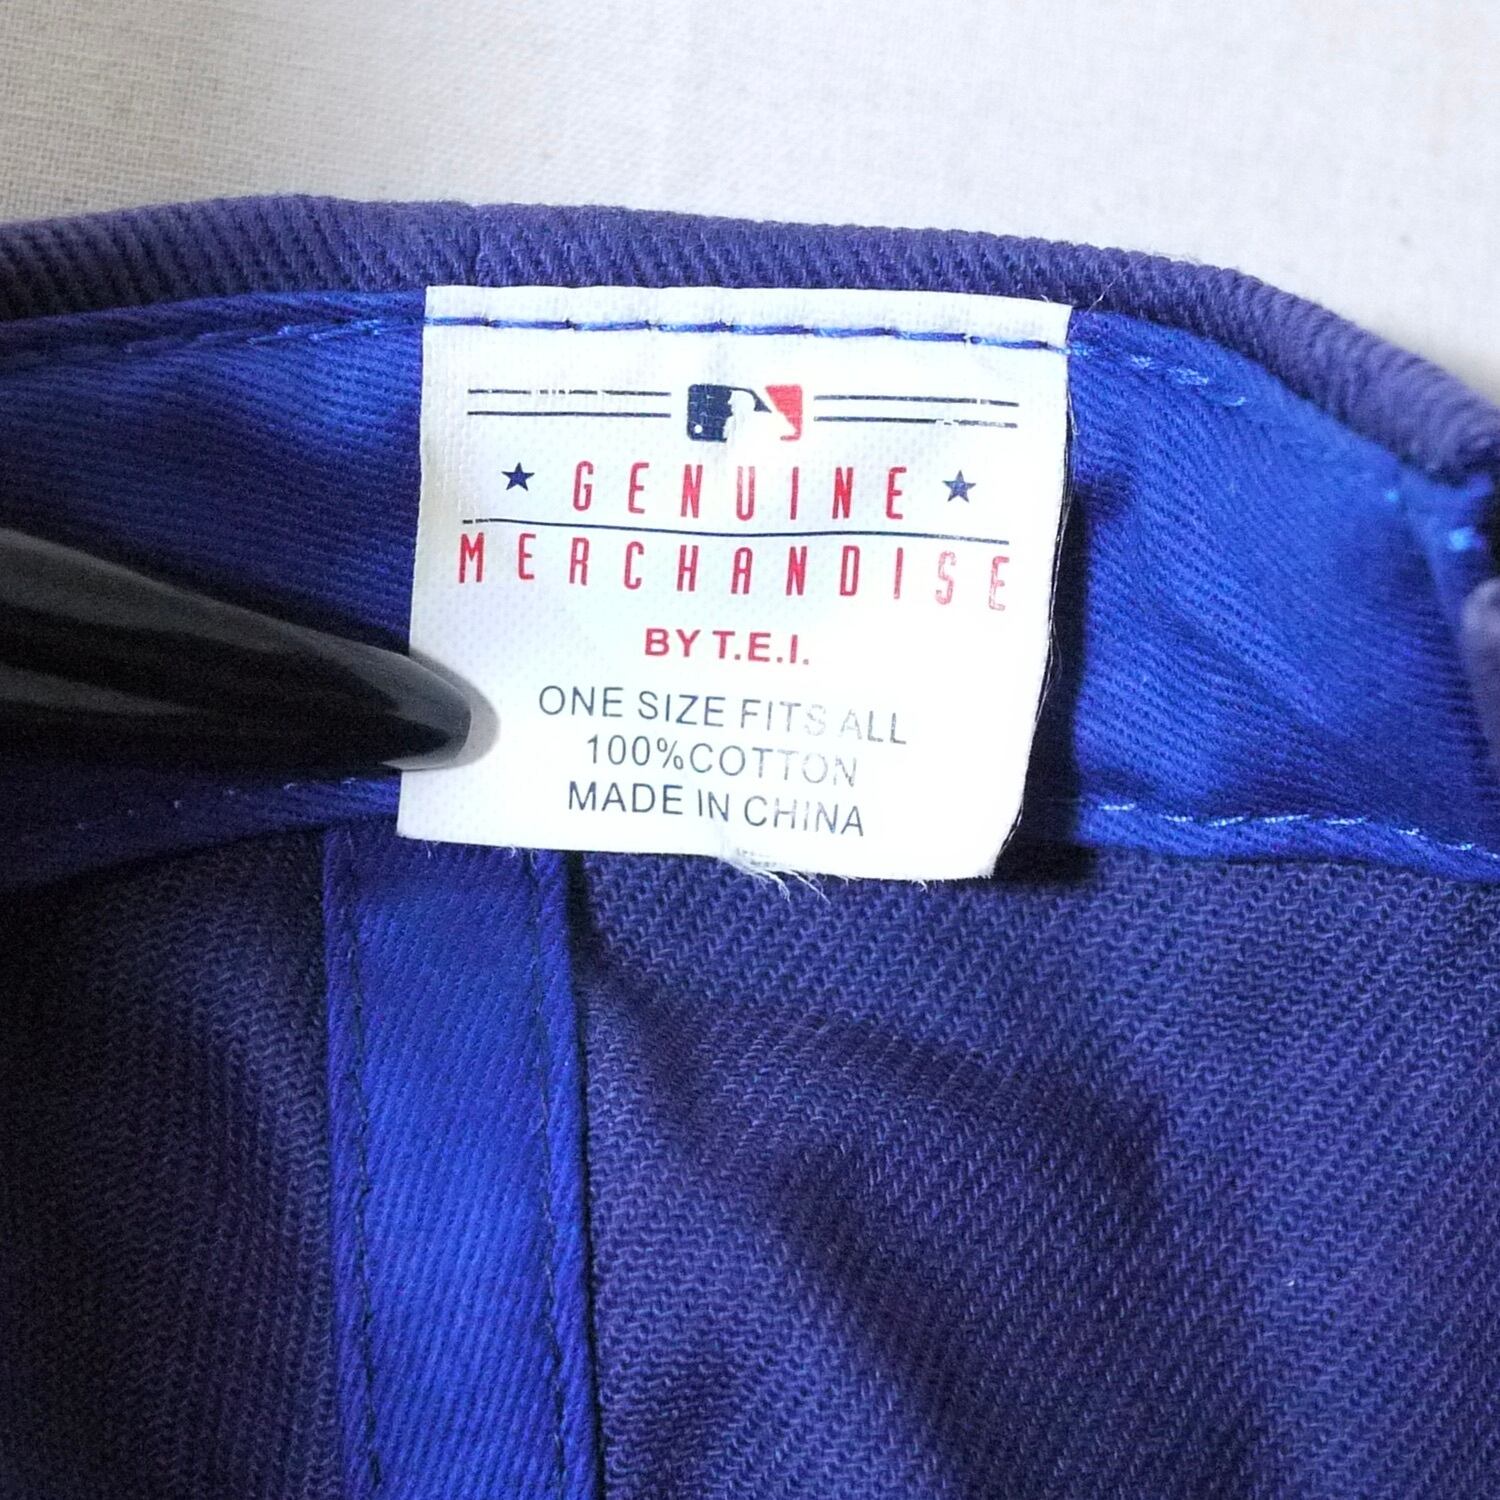 GENUINE
MERCHANDISE
BY T.E.I.
ONE SIZE FITS ALL
100%COTTON
MADE IN CHINA